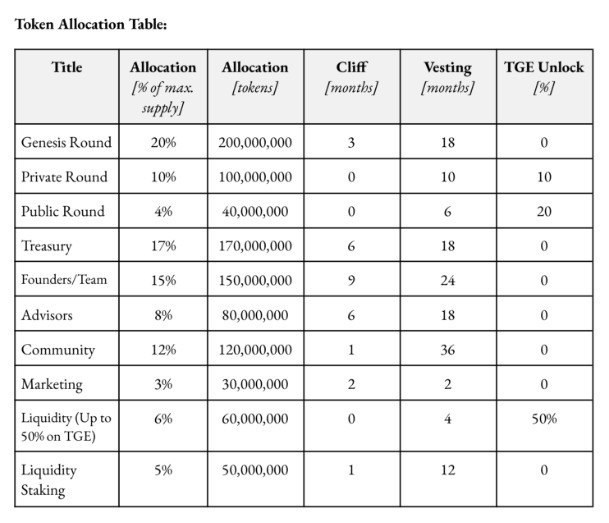 Token Allocation Table:
Title Allocation Allocation Cliff Vesting TGE Unlock
[% of max. [tokens] [months] [months] [%]
supply]
Genesis Round 20% 200,000,000 3 18 0
Private Round 10% 100,000,000 0 10 10
Public Round 4% 40,000,000 0 6 20
Treasury 17% 170,000,000 6 18 0
Founders/Team 15% 150,000,000 9 24 0
Advisors 8% 80,000,000 6 18 0
Community 12% 120,000,000 1 36 0
Marketing 3% 30,000,000 2 2 0
Liquidity (Up to 6% 60,000,000 0 4 50%
50% on TGE)
Liquidity 5% 50,000,000 1 12 0
Staking